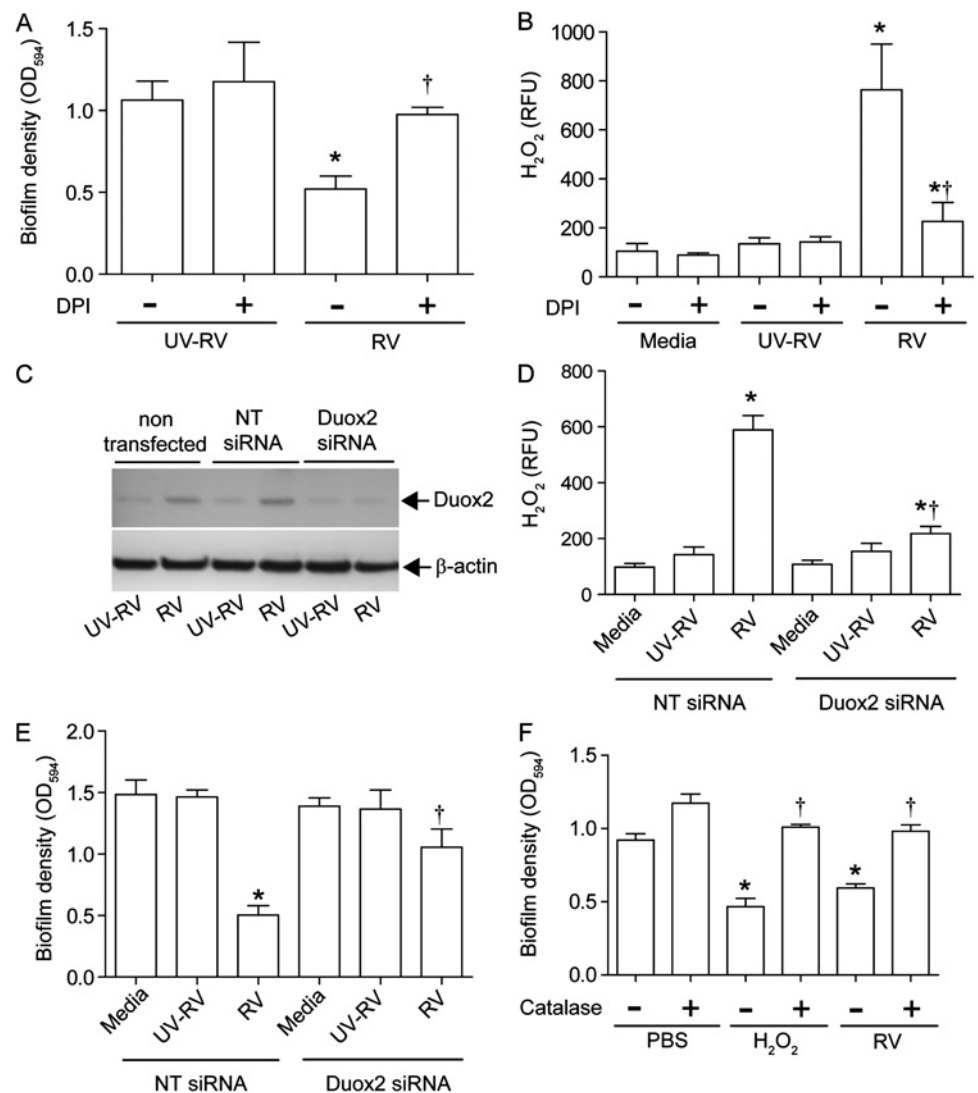 A
Biofilm density (OD594)
1.5
1.0
0.5
0.0
*
†
DPI - + - +
UV-RV RV
B
H2O2 (RFU)
1000
800
600
400
200
0
*
*†
DPI - + - + - +
Media UV-RV RV
C
non transfected
NT siRNA
Duox2 siRNA
Duox2
β-actin
UV-RV RV UV-RV RV UV-RV RV
D
H2O2 (RFU)
800
600
400
200
0
*
*†
Media UV-RV RV Media UV-RV RV
NT siRNA Duox2 siRNA
E
Biofilm density (OD594)
2.0
1.5
1.0
0.5
0.0
*
†
Media UV-RV RV Media UV-RV RV
NT siRNA Duox2 siRNA
F
Biofilm density (OD594)
1.5
1.0
0.5
0.0
*
†
*
†
Catalase - + - + - +
PBS H2O2 RV